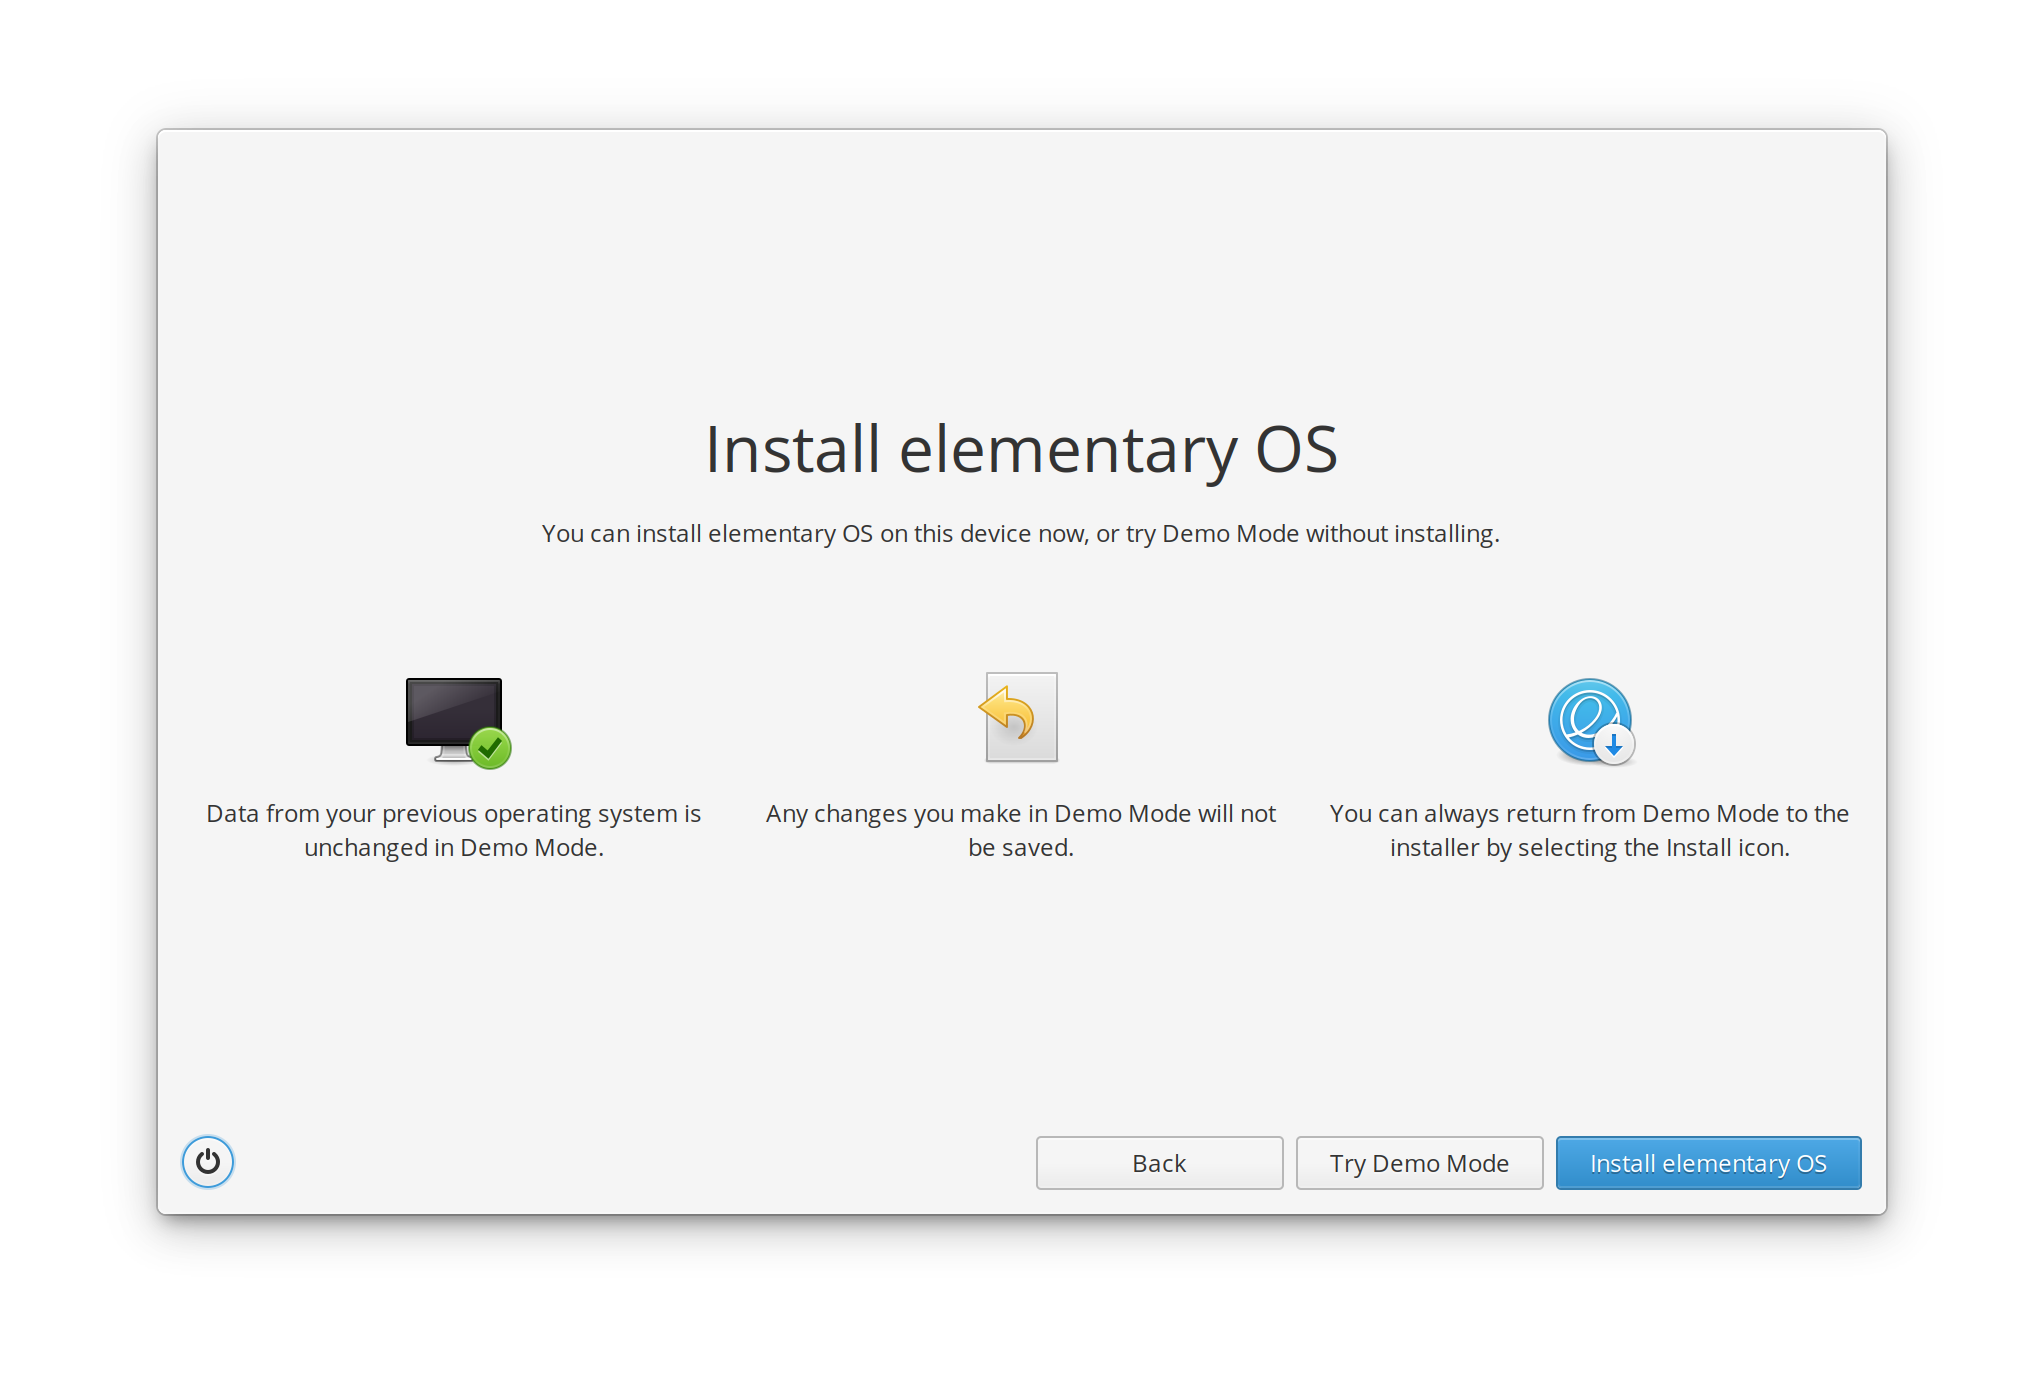 Install elementary OS
You can install elementary OS on this device now, or try Demo Mode without installing.
Data from your previous operating system is
unchanged in Demo Mode.
Any changes you make in Demo Mode will not
be saved.
You can always return from Demo Mode to the
installer by selecting the Install icon.
Back
Try Demo Mode
Install elementary OS